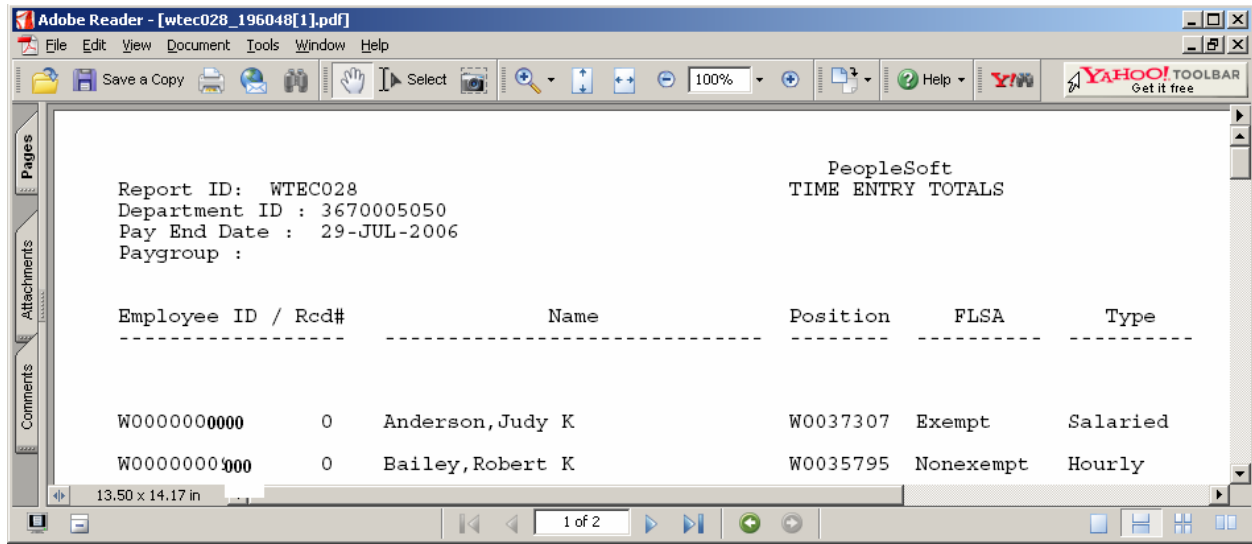 Adobe Reader - [wtec028_196048[1].pdf]
File Edit View Document Tools Window Help
Save a Copy Select 100% Help Y! YAHOO! TOOLBAR
Get it free
Pages
Attachments
Comments
PeopleSoft
Report ID: WTEC028 TIME ENTRY TOTALS
Department ID : 3670005050
Pay End Date : 29-JUL-2006
Paygroup :
Employee ID / Rcd# Name Position FLSA Type
------------------ ------------------------------ -------- ---------- ----------
W0000000000 0 Anderson,Judy K W0037307 Exempt Salaried
0 Bailey,Robert K W0035795 Nonexempt Hourly
13.50 x 14.17 in
1 of 2